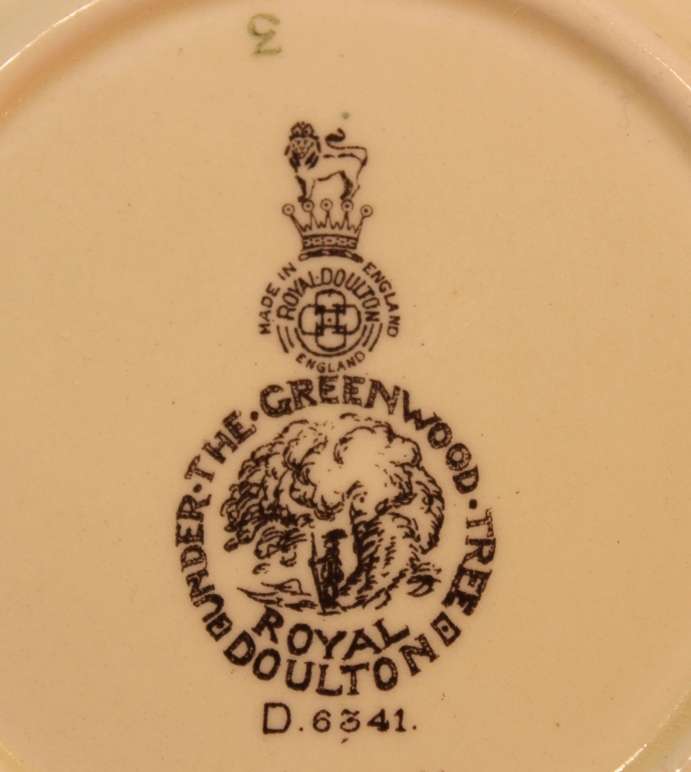 3
MADE IN ENGLAND
ROYAL DOULTON
ENGLAND
UNDER·THE·GREENWOOD·TREE
ROYAL
DOULTON
D.6341.